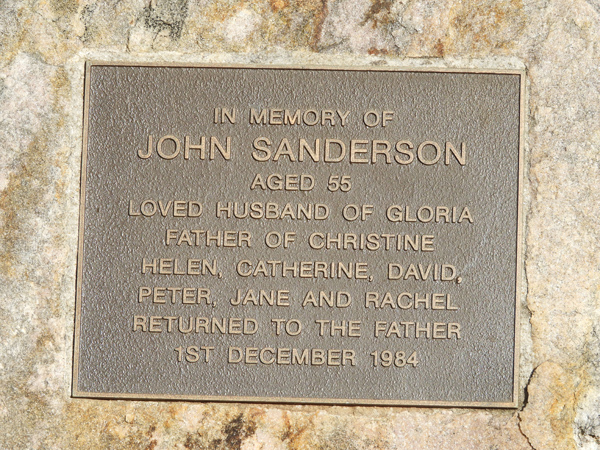 IN MEMORY OF
JOHN SANDERSON
AGED 55
LOVED HUSBAND OF GLORIA
FATHER OF CHRISTINE
HELEN, CATHERINE, DAVID,
PETER, JANE AND RACHEL
RETURNED TO THE FATHER
1ST DECEMBER 1984